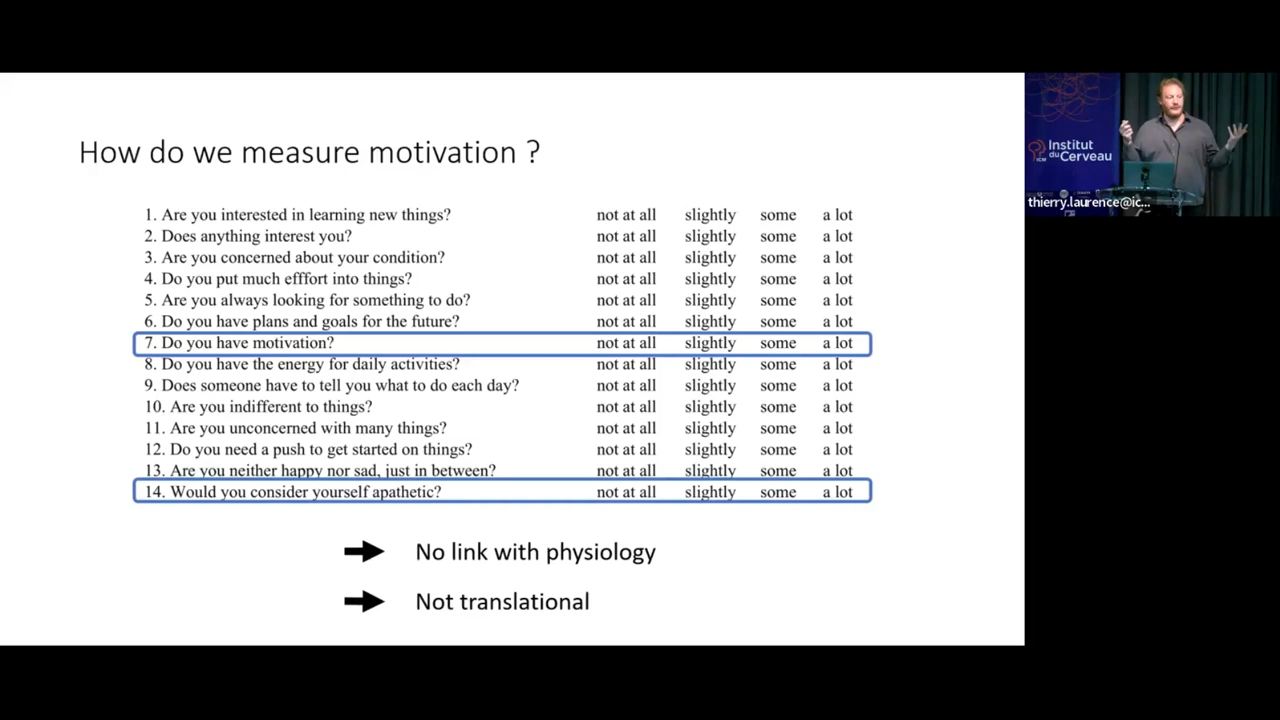 How do we measure motivation ?
1. Are you interested in learning new things? not at all slightly some a lot
2. Does anything interest you? not at all slightly some a lot
3. Are you concerned about your condition? not at all slightly some a lot
4. Do you put much efffort into things? not at all slightly some a lot
5. Are you always looking for something to do? not at all slightly some a lot
6. Do you have plans and goals for the future? not at all slightly some a lot
7. Do you have motivation? not at all slightly some a lot
8. Do you have the energy for daily activities? not at all slightly some a lot
9. Does someone have to tell you what to do each day? not at all slightly some a lot
10. Are you indifferent to things? not at all slightly some a lot
11. Are you unconcerned with many things? not at all slightly some a lot
12. Do you need a push to get started on things? not at all slightly some a lot
13. Are you neither happy nor sad, just in between? not at all slightly some a lot
14. Would you consider yourself apathetic? not at all slightly some a lot
No link with physiology
Not translational
Institut
du Cerveau
ICM
thierry.laurence@ic...